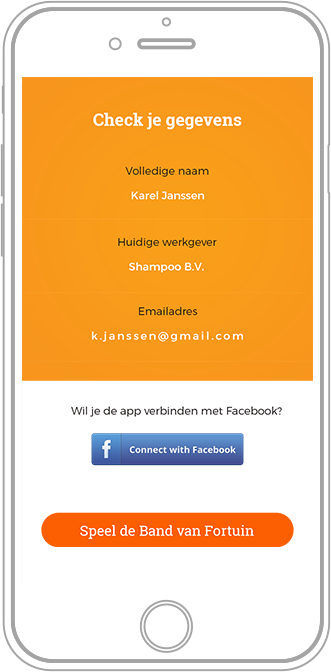 Check je gegevens
Volledige naam
Karel Janssen
Huidige werkgever
Shampoo B.V.
Emailadres
k.janssen@gmail.com
Wil je de app verbinden met Facebook?
f Connect with Facebook
Speel de Band van Fortuin